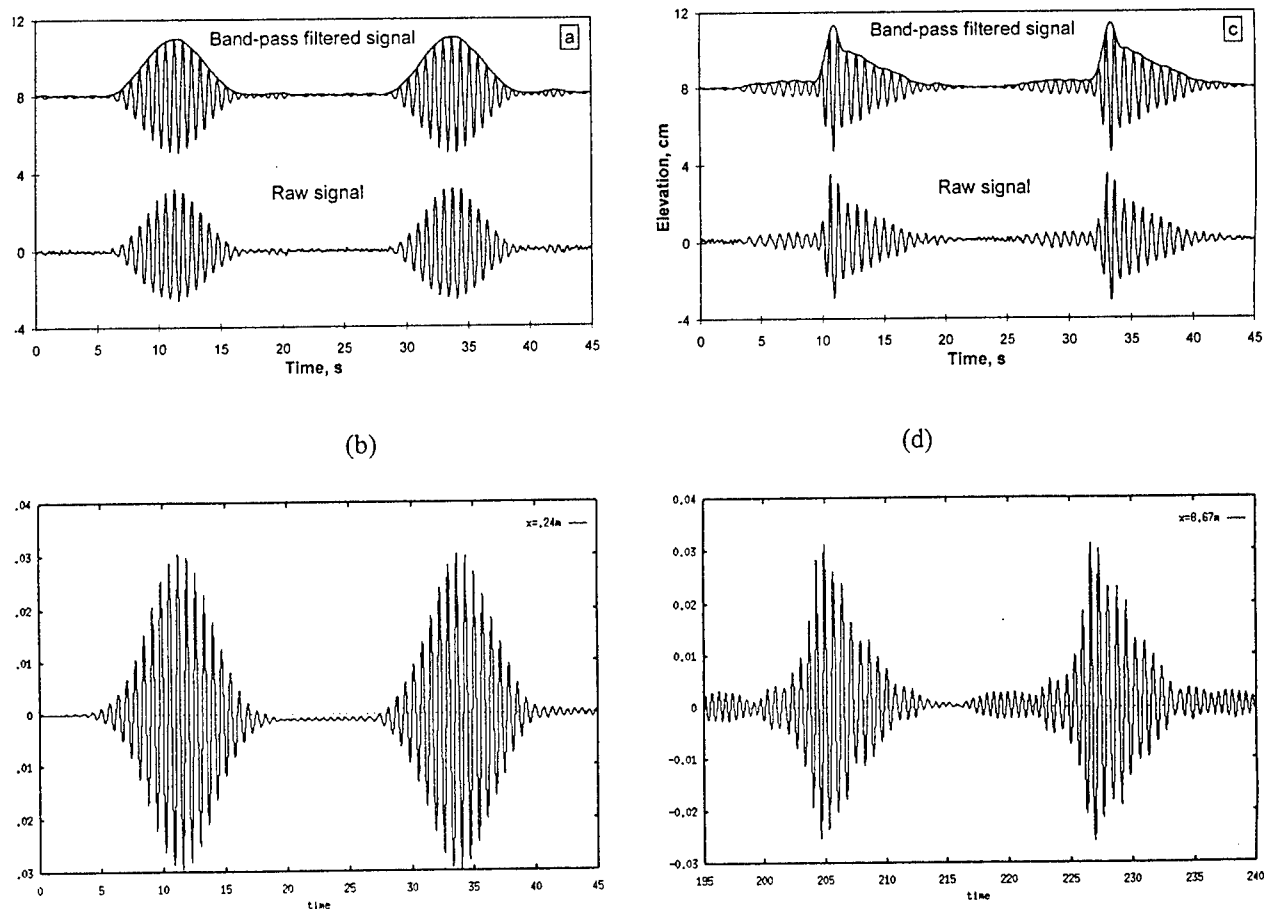 12
Band-pass filtered signal
a
8
4
Raw signal
0
-4
0 5 10 15 20 25 30 35 40 45
Time, s
12
Band-pass filtered signal
c
8
Elevation, cm
4
Raw signal
0
-4
0 5 10 15 20 25 30 35 40 45
Time, s
(b)
(d)
.04
x=.24m
.03
.02
.01
0
.01
.02
.03
0 5 10 15 20 25 30 35 40 45
time
0.04
x=8.67m
0.03
0.02
0.01
0
-0.01
-0.02
-0.03
195 200 205 210 215 220 225 230 235 240
time